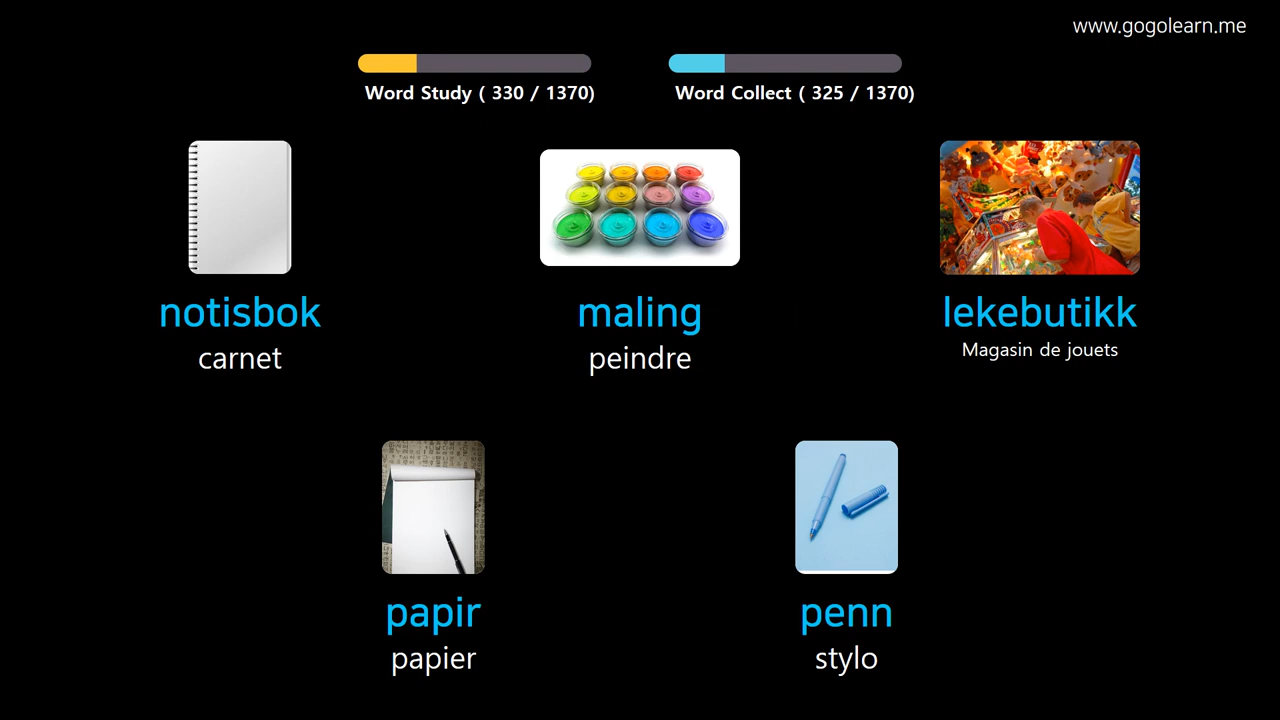 www.gogolearn.me
Word Study ( 330 / 1370)
Word Collect ( 325 / 1370)
notisbok
carnet
maling
peindre
lekebutikk
Magasin de jouets
papir
papier
penn
stylo